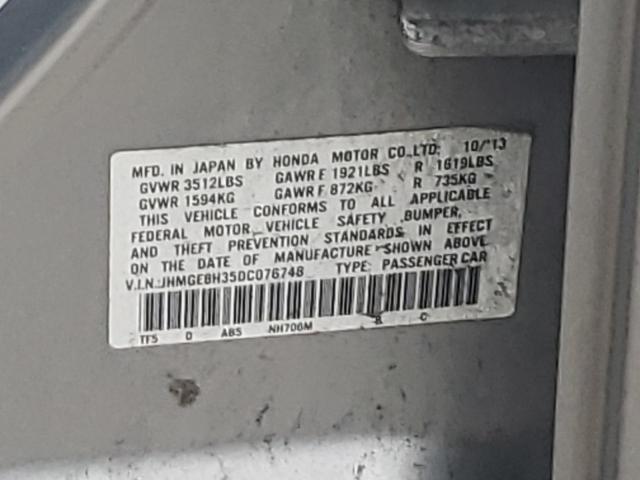 MFD. IN JAPAN BY HONDA MOTOR CO.,LTD: 10/'13
GVWR 3512LBS GAWR F 1921LBS R 1619LBS
GVWR 1594KG GAWR F 872KG R 735KG
THIS VEHICLE CONFORMS TO ALL APPLICABLE
FEDERAL MOTOR VEHICLE SAFETY, BUMPER,
AND THEFT PREVENTION STANDARDS IN EFFECT
ON THE DATE OF MANUFACTURE SHOWN ABOVE.
V.I.N.:JHMGE8H35DC076748 TYPE: PASSENGER CAR
TF5 D AB5 NH706M B C